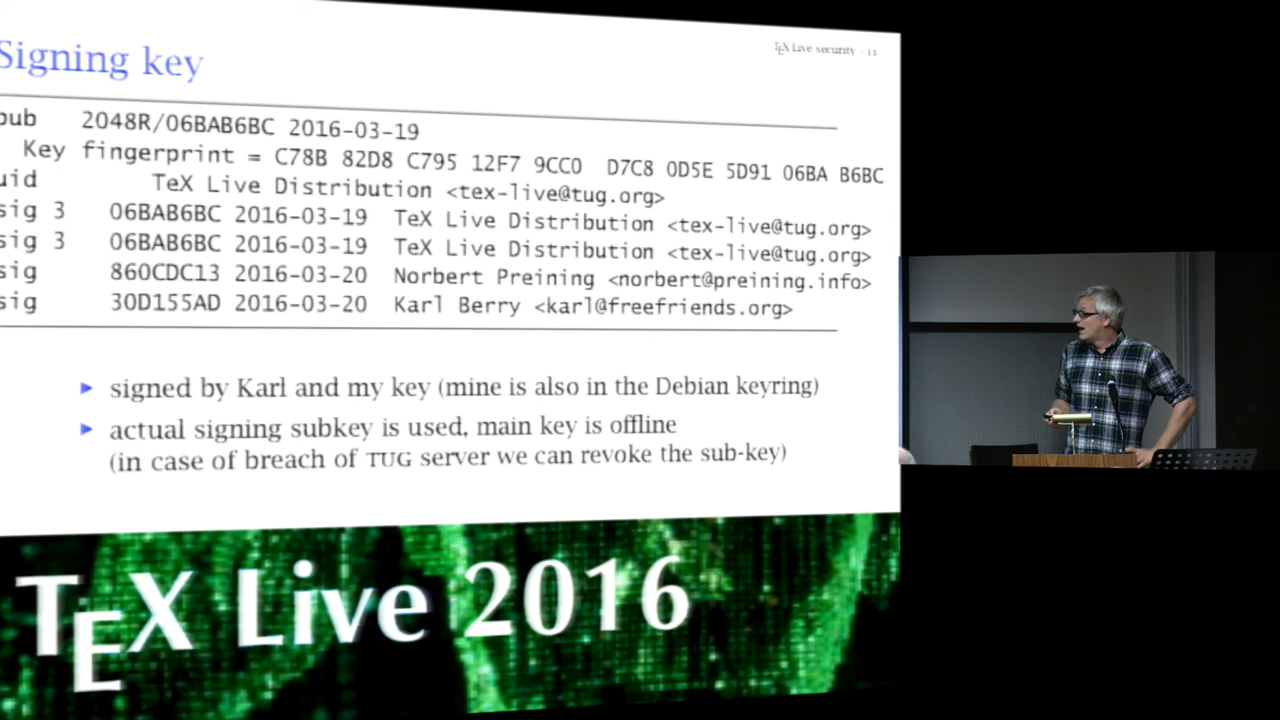 TEX Live security - 11
Signing key
pub 2048R/06BAB6BC 2016-03-19
Key fingerprint = C78B 82D8 C795 12F7 9CC0 D7C8 0D5E 5D91 06BA B6BC
uid TeX Live Distribution <tex-live@tug.org>
sig 3 06BAB6BC 2016-03-19 TeX Live Distribution <tex-live@tug.org>
sig 3 06BAB6BC 2016-03-19 TeX Live Distribution <tex-live@tug.org>
sig 860CDC13 2016-03-20 Norbert Preining <norbert@preining.info>
sig 30D155AD 2016-03-20 Karl Berry <karl@freefriends.org>
▶ signed by Karl and my key (mine is also in the Debian keyring)
▶ actual signing subkey is used, main key is offline
(in case of breach of TUG server we can revoke the sub-key)
TEX Live 2016